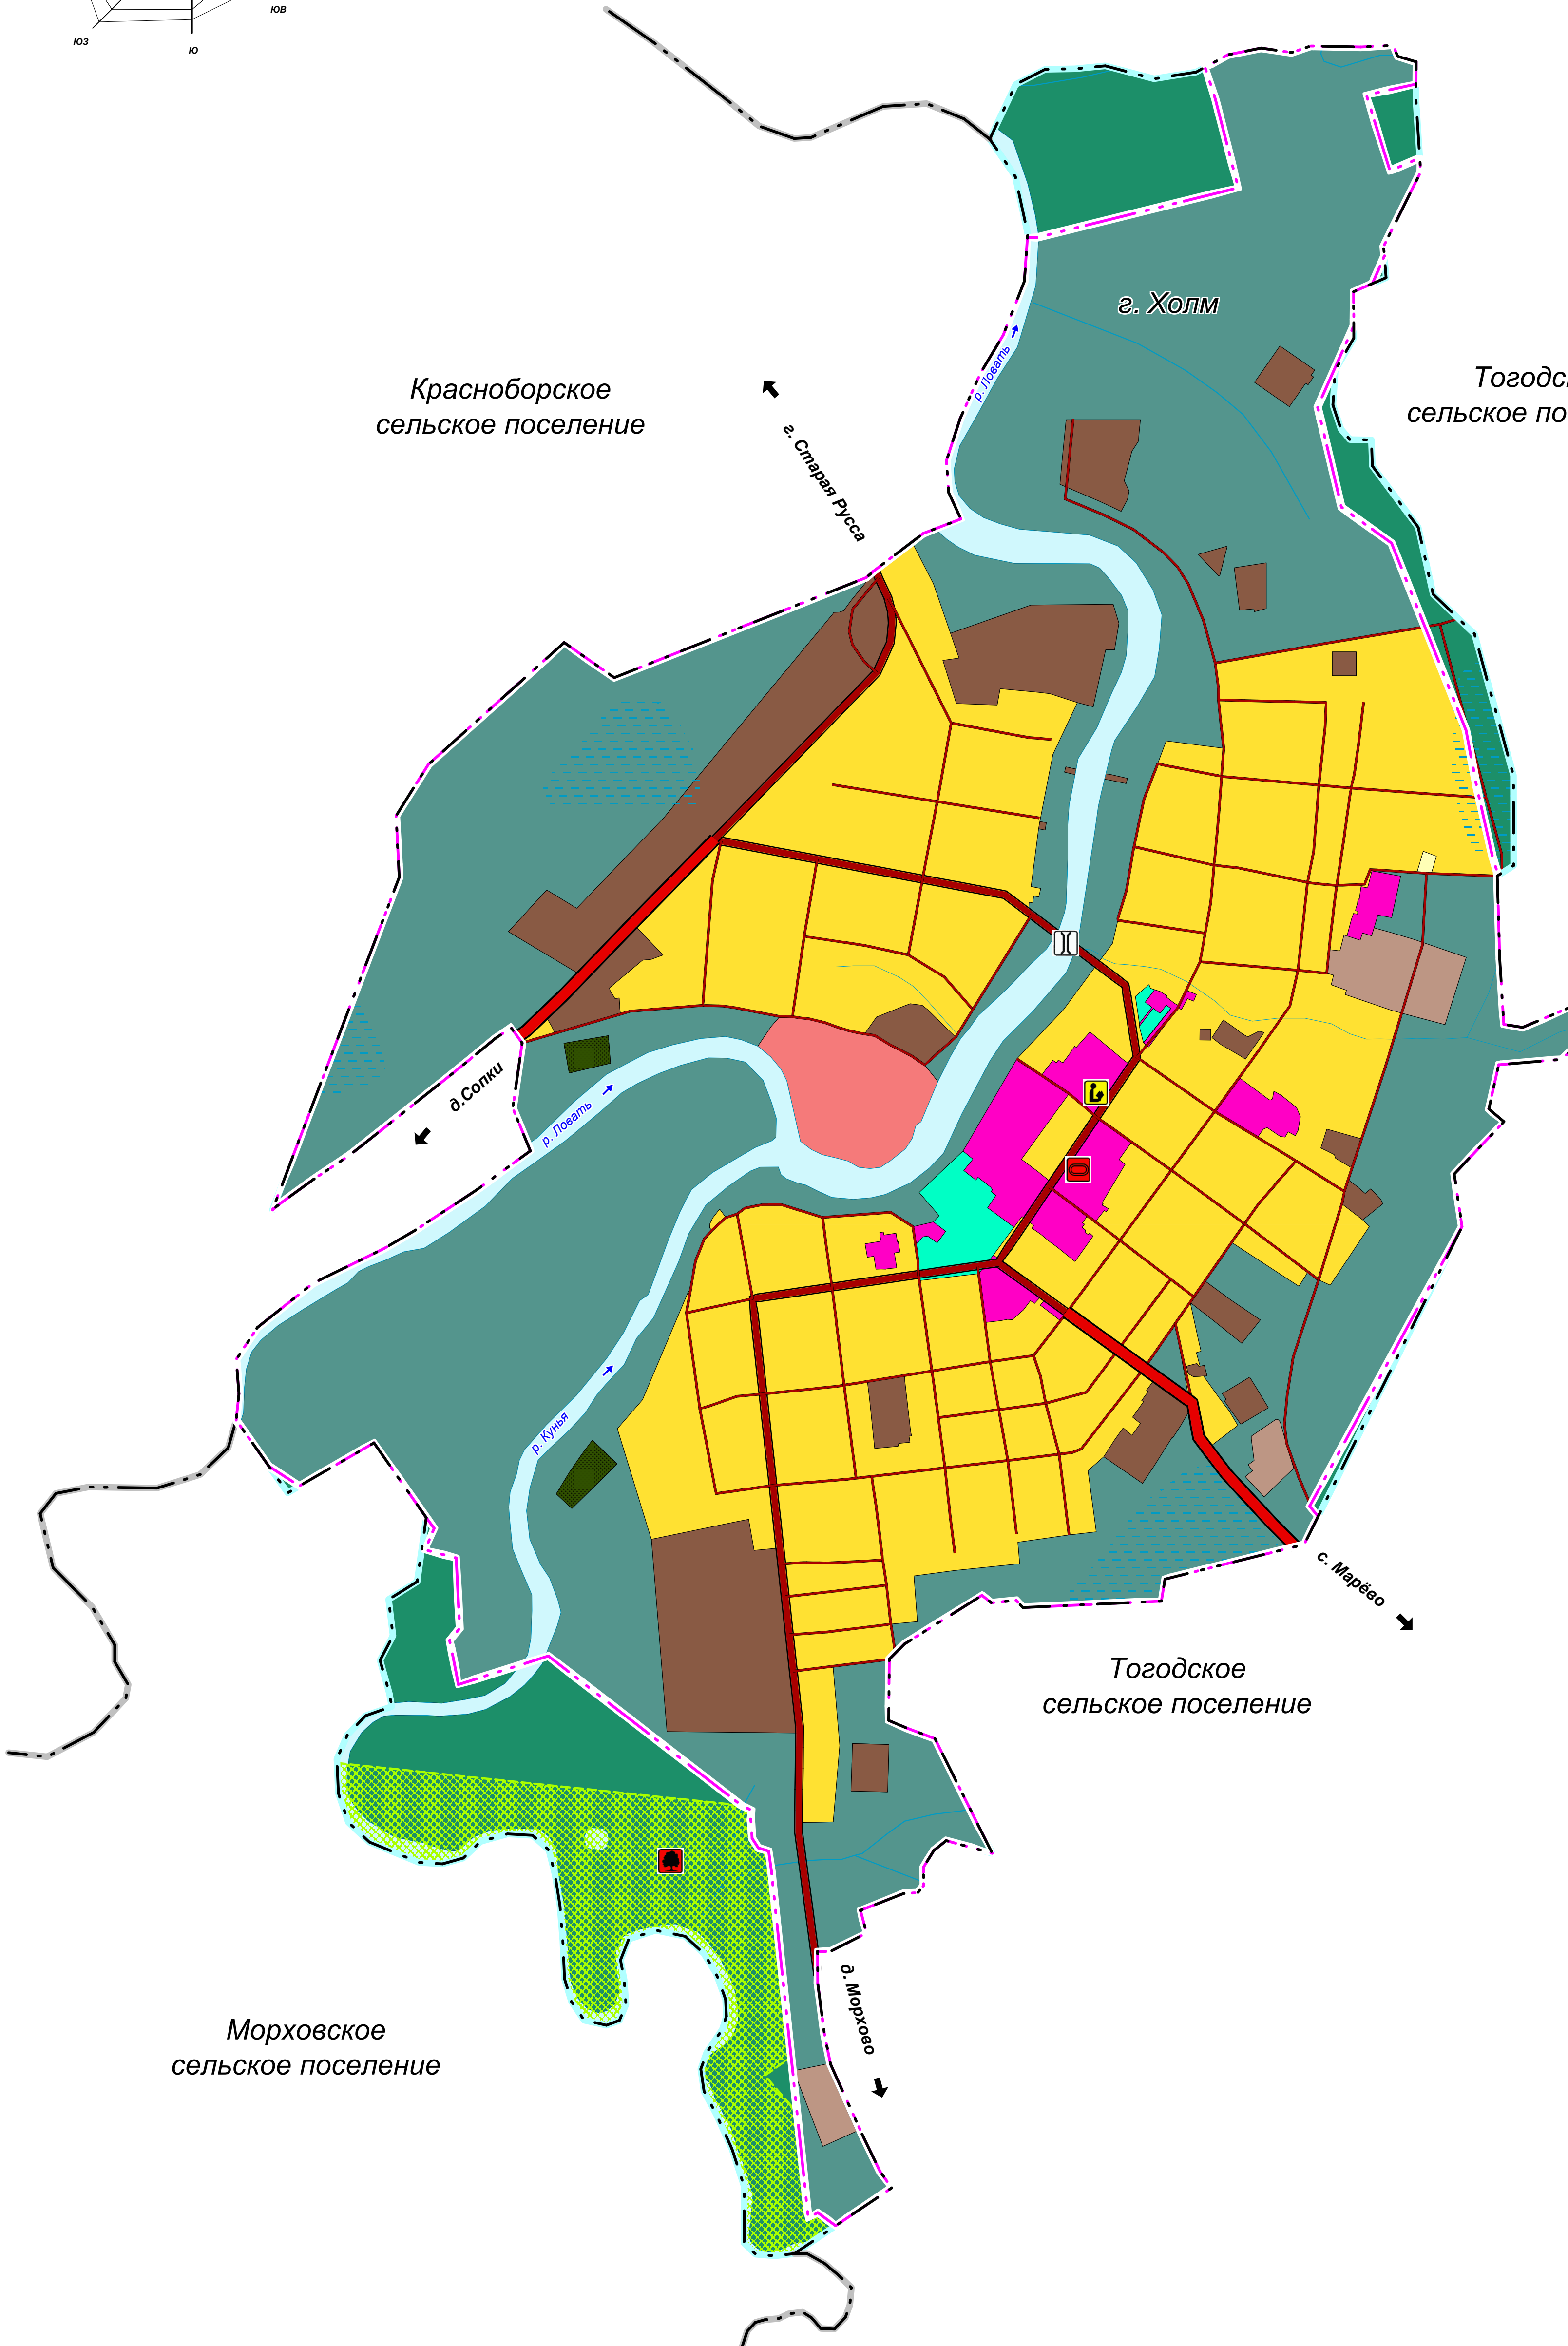 ЮВ
ЮЗ
Ю
г. Холм
р. Ловать
Красноборское
сельское поселение
Тогодс
сельское по
г. Старая Русса
д.Сопки
р. Ловать
р. Кунья
с. Марёво
Тогодское
сельское поселение
д. Морхово
Морховское
сельское поселение